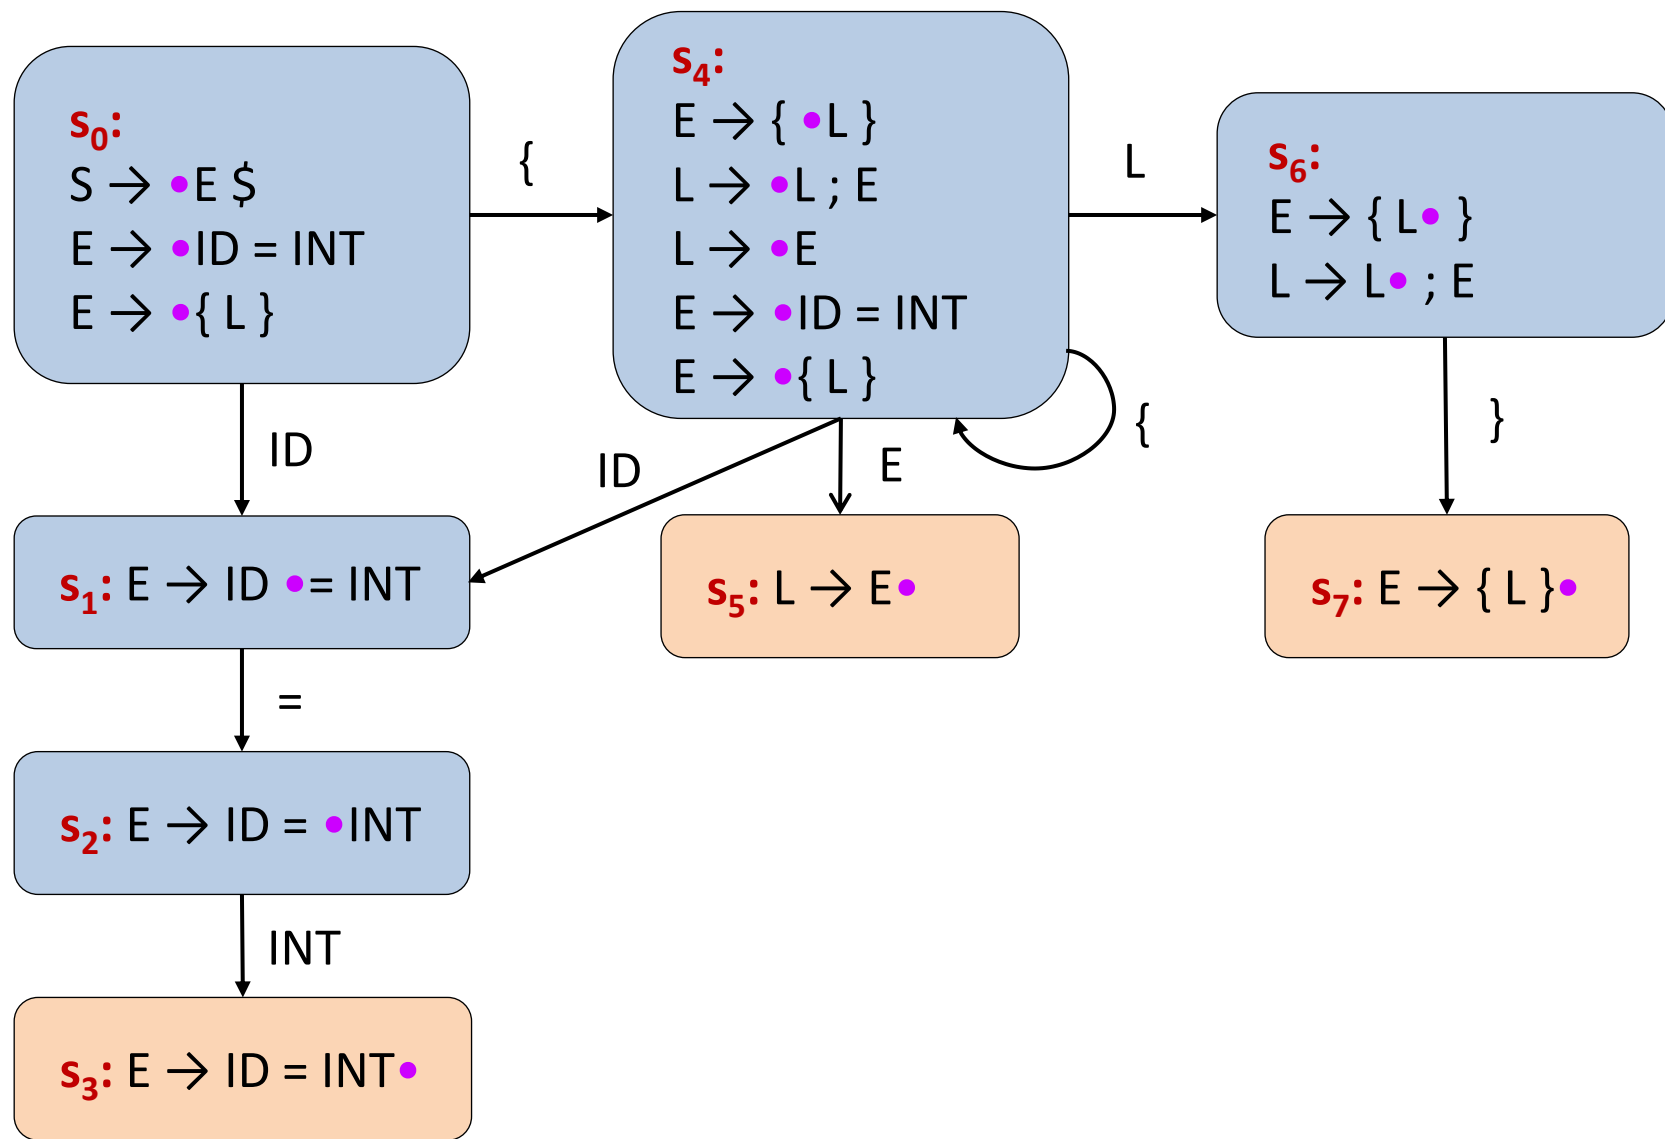 s₀:
S → •E $
E → •ID = INT
E → •{ L }
{
s₄:
E → { •L }
L → •L ; E
L → •E
E → •ID = INT
E → •{ L }
L
s₆:
E → { L• }
L → L• ; E
ID
ID
E
{
}
s₁: E → ID •= INT
s₅: L → E•
s₇: E → { L }•
=
s₂: E → ID = •INT
INT
s₃: E → ID = INT•